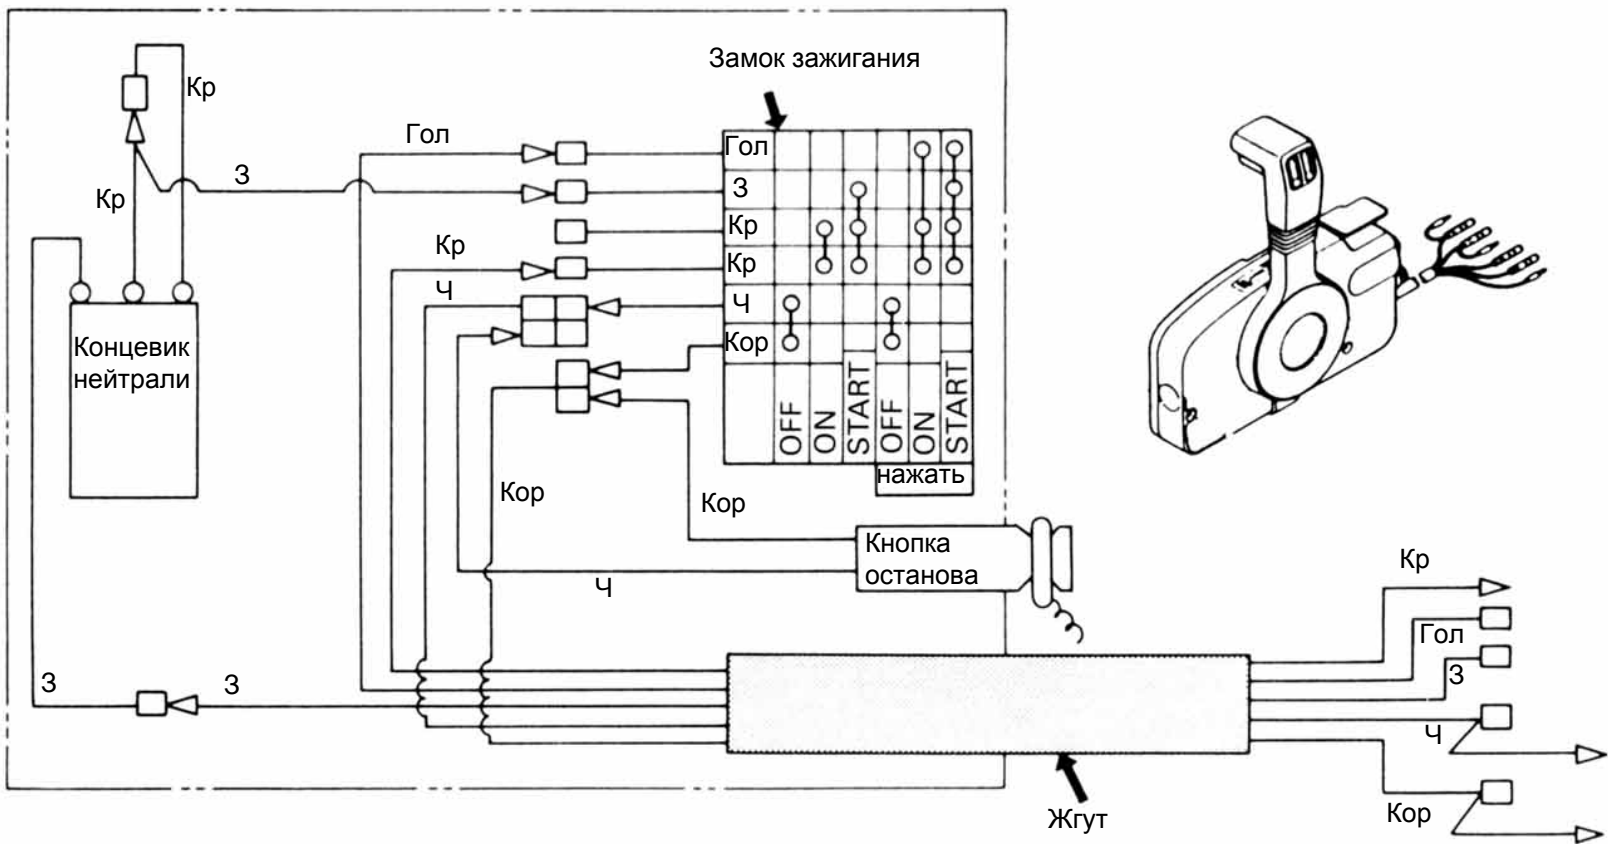 Замок зажигания
Кр
Гол
З
Кр
Кр
Ч
Гол
З
Кр
Кр
Ч
Кор
OFF
ON
START
OFF
ON
START
нажать
Концевик
нейтрали
Кор
Кор
Кнопка
останова
Ч
З
З
Кр
Гол
З
Ч
Кор
Жгут